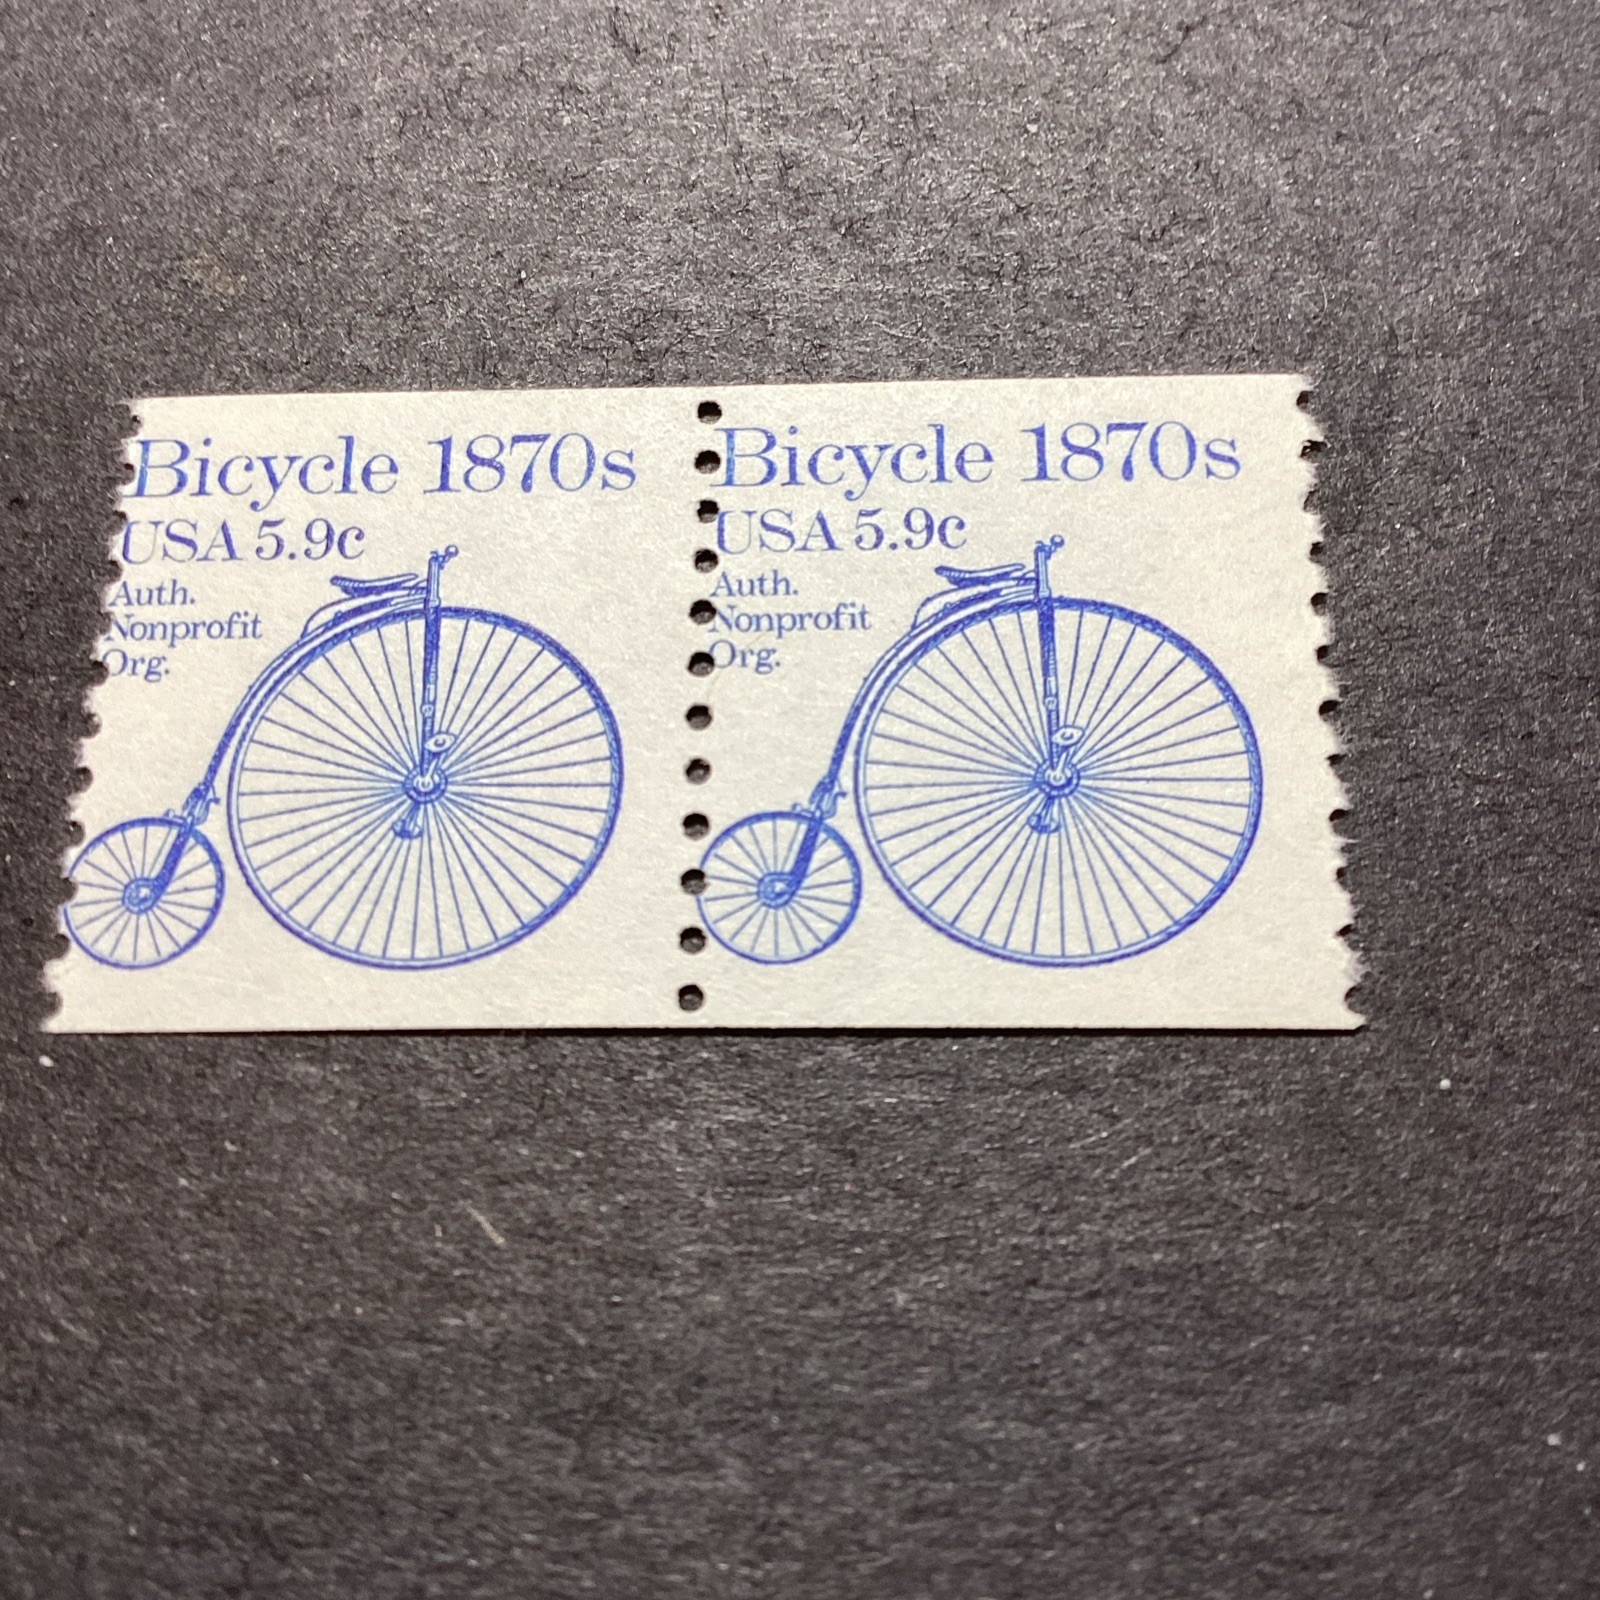 Bicycle 1870s
USA 5.9c
Auth.
Nonprofit
Org.
Bicycle 1870s
USA 5.9c
Auth.
Nonprofit
Org.